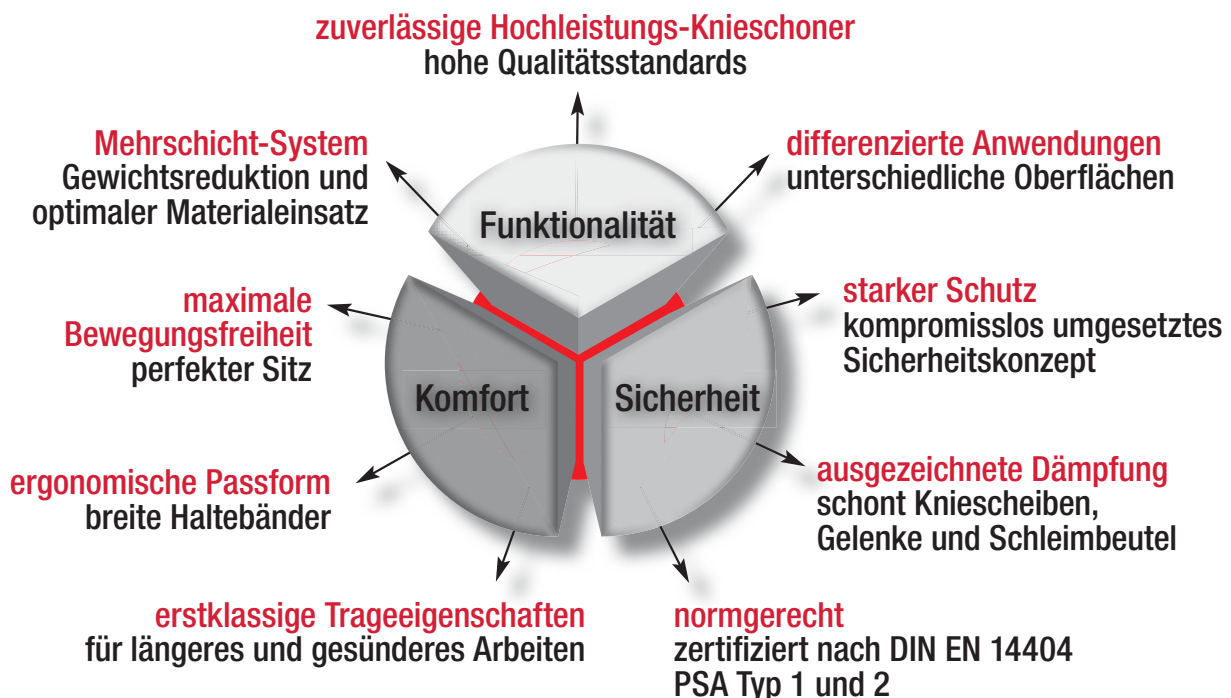 zuverlässige Hochleistungs-Knieschoner
hohe Qualitätsstandards
Mehrschicht-System
Gewichtsreduktion und
optimaler Materialeinsatz
differenzierte Anwendungen
unterschiedliche Oberflächen
Funktionalität
maximale
Bewegungsfreiheit
perfekter Sitz
starker Schutz
kompromisslos umgesetztes
Sicherheitskonzept
Komfort
Sicherheit
ergonomische Passform
breite Haltebänder
ausgezeichnete Dämpfung
schont Kniescheiben,
Gelenke und Schleimbeutel
erstklassige Trageeigenschaften
für längeres und gesünderes Arbeiten
normgerecht
zertifiziert nach DIN EN 14404
PSA Typ 1 und 2